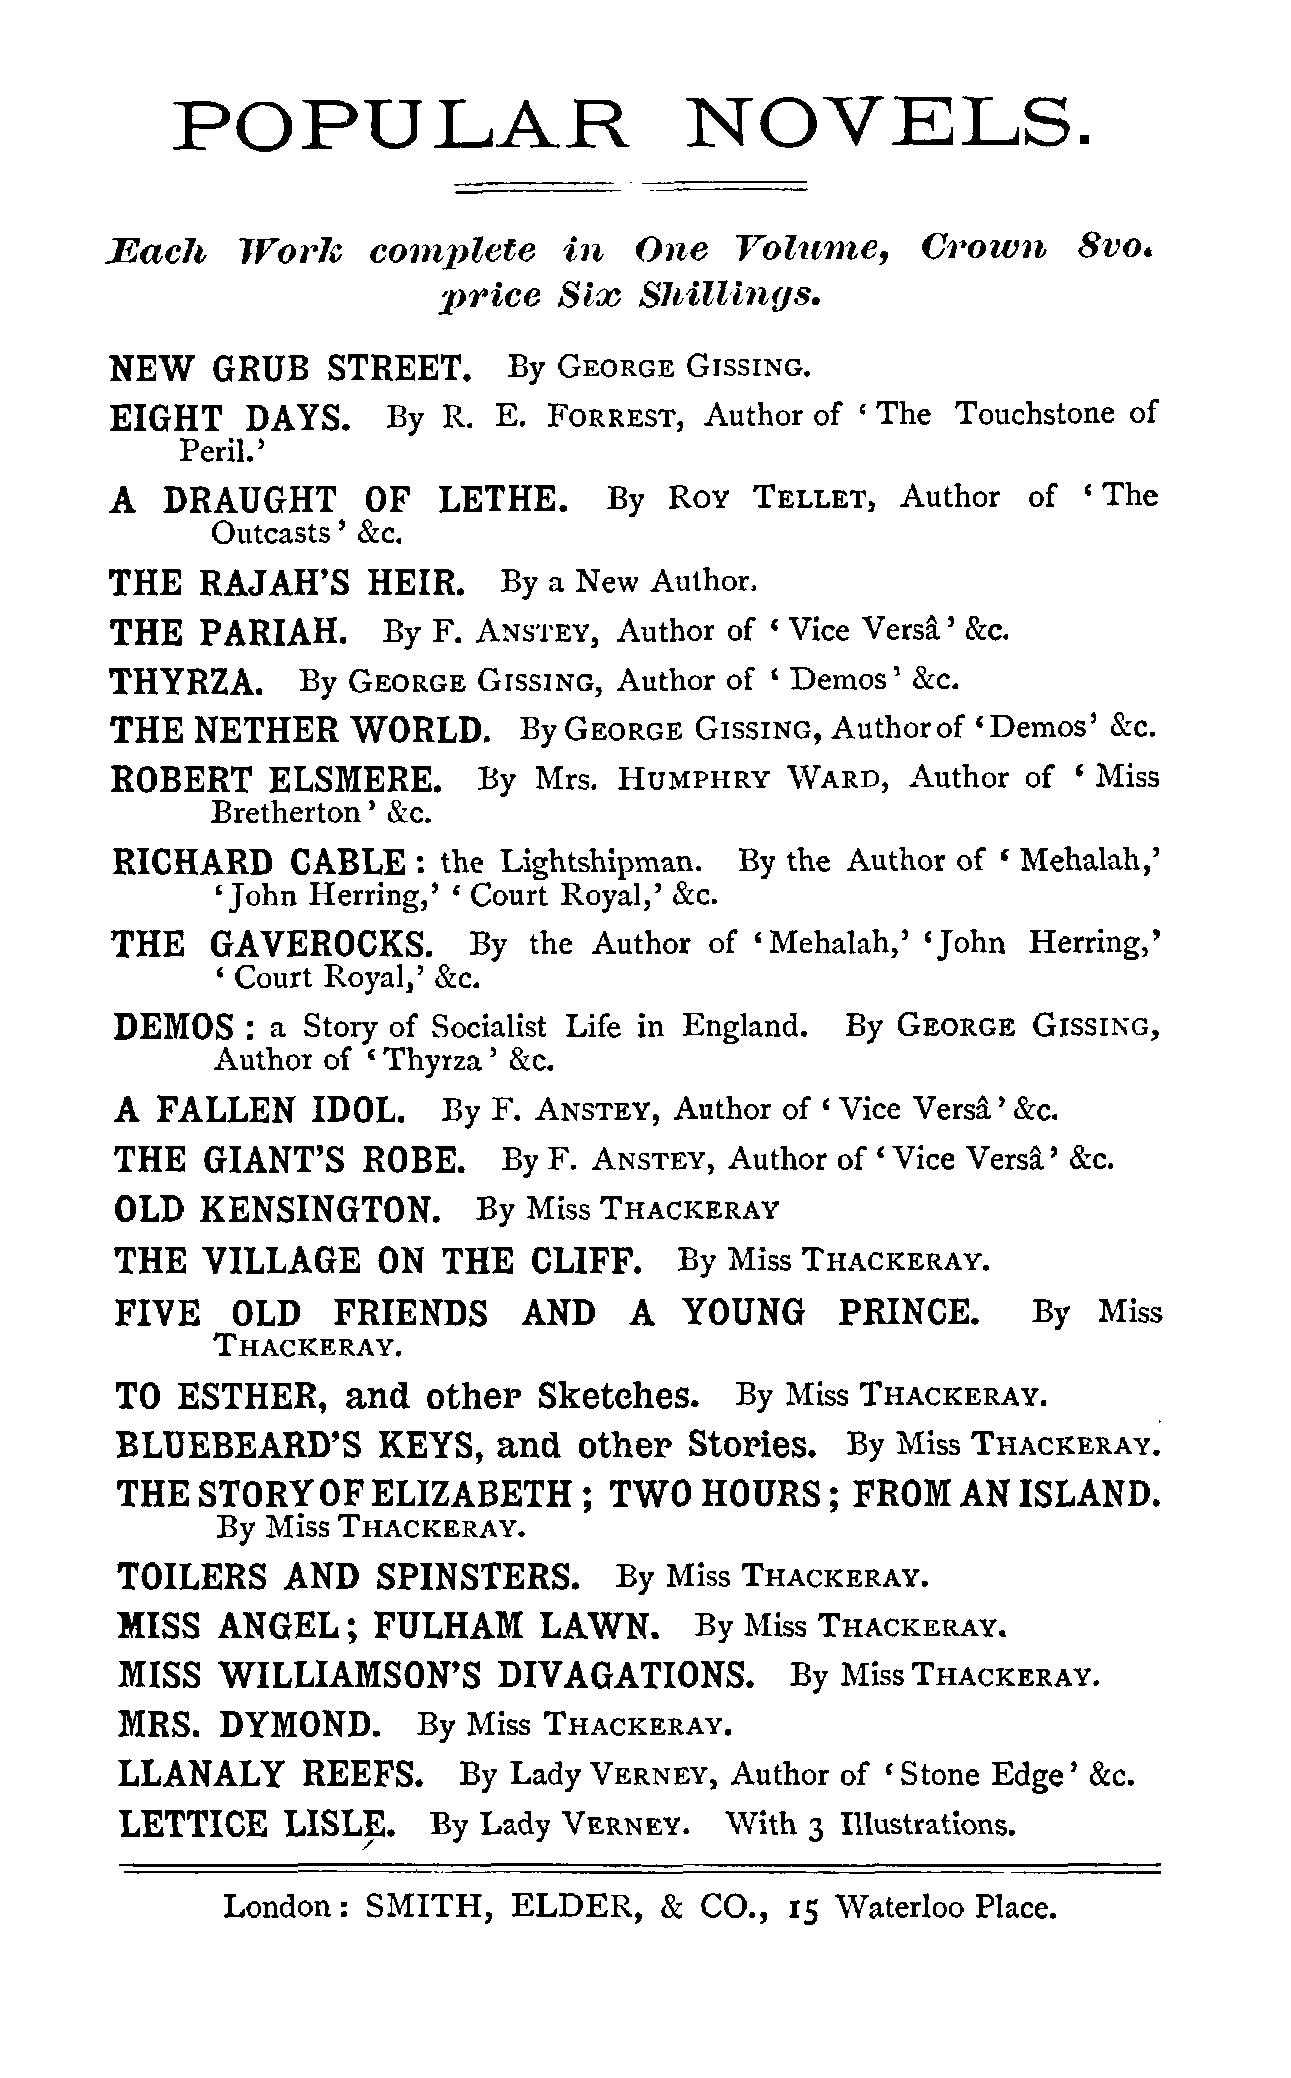 POPULAR NOVELS.
Each Work complete in One Volume, Crown 8vo.
price Six Shillings.
NEW GRUB STREET. By GEORGE GISSING.
EIGHT DAYS. By R. E. FORREST, Author of ‘The Touchstone of
Peril.’
A DRAUGHT OF LETHE. By ROY TELLET, Author of ‘The
Outcasts’ &c.
THE RAJAH’S HEIR. By a New Author.
THE PARIAH. By F. ANSTEY, Author of ‘Vice Versâ’ &c.
THYRZA. By GEORGE GISSING, Author of ‘Demos’ &c.
THE NETHER WORLD. By GEORGE GISSING, Author of ‘Demos’ &c.
ROBERT ELSMERE. By Mrs. HUMPHRY WARD, Author of ‘Miss
Bretherton’ &c.
RICHARD CABLE: the Lightshipman. By the Author of ‘Mehalah,’
‘John Herring,’ ‘Court Royal,’ &c.
THE GAVEROCKS. By the Author of ‘Mehalah,’ ‘John Herring,’
‘Court Royal,’ &c.
DEMOS: a Story of Socialist Life in England. By GEORGE GISSING,
Author of ‘Thyrza’ &c.
A FALLEN IDOL. By F. ANSTEY, Author of ‘Vice Versâ’ &c.
THE GIANT’S ROBE. By F. ANSTEY, Author of ‘Vice Versâ’ &c.
OLD KENSINGTON. By Miss THACKERAY
THE VILLAGE ON THE CLIFF. By Miss THACKERAY.
FIVE OLD FRIENDS AND A YOUNG PRINCE. By Miss
THACKERAY.
TO ESTHER, and other Sketches. By Miss THACKERAY.
BLUEBEARD’S KEYS, and other Stories. By Miss THACKERAY.
THE STORY OF ELIZABETH; TWO HOURS; FROM AN ISLAND.
By Miss THACKERAY.
TOILERS AND SPINSTERS. By Miss THACKERAY.
MISS ANGEL; FULHAM LAWN. By Miss THACKERAY.
MISS WILLIAMSON’S DIVAGATIONS. By Miss THACKERAY.
MRS. DYMOND. By Miss THACKERAY.
LLANALY REEFS. By Lady VERNEY, Author of ‘Stone Edge’ &c.
LETTICE LISLE. By Lady VERNEY. With 3 Illustrations.
London: SMITH, ELDER, & CO., 15 Waterloo Place.